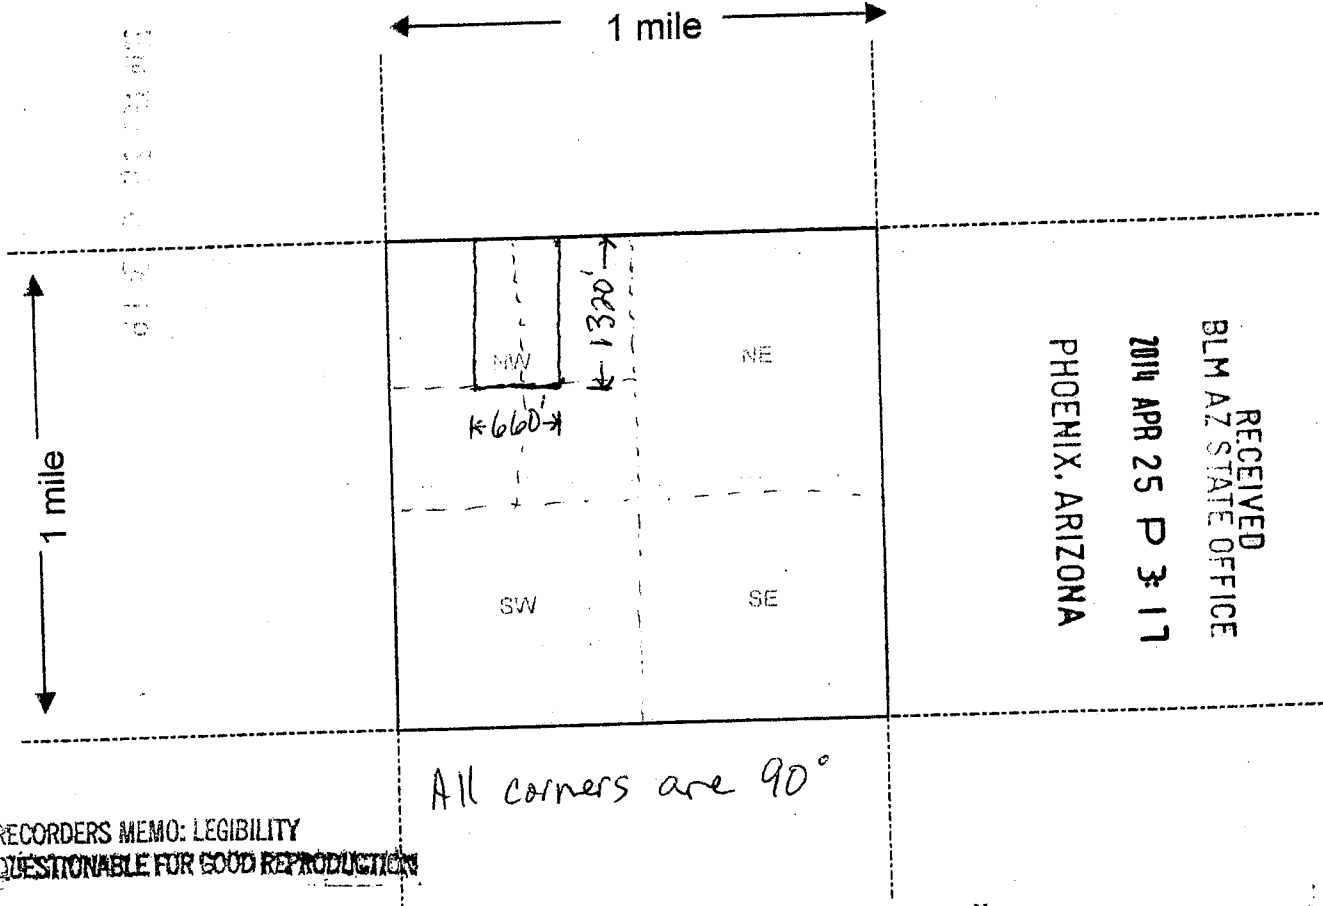 1 mile
1320'
NW
NE
660'
1 mile
SW
SE
RECEIVED
BLM AZ STATE OFFICE
2014 APR 25 P 3:17
PHOENIX, ARIZONA
All corners are 90°
RECORDERS MEMO: LEGIBILITY
QUESTIONABLE FOR GOOD REPRODUCTION